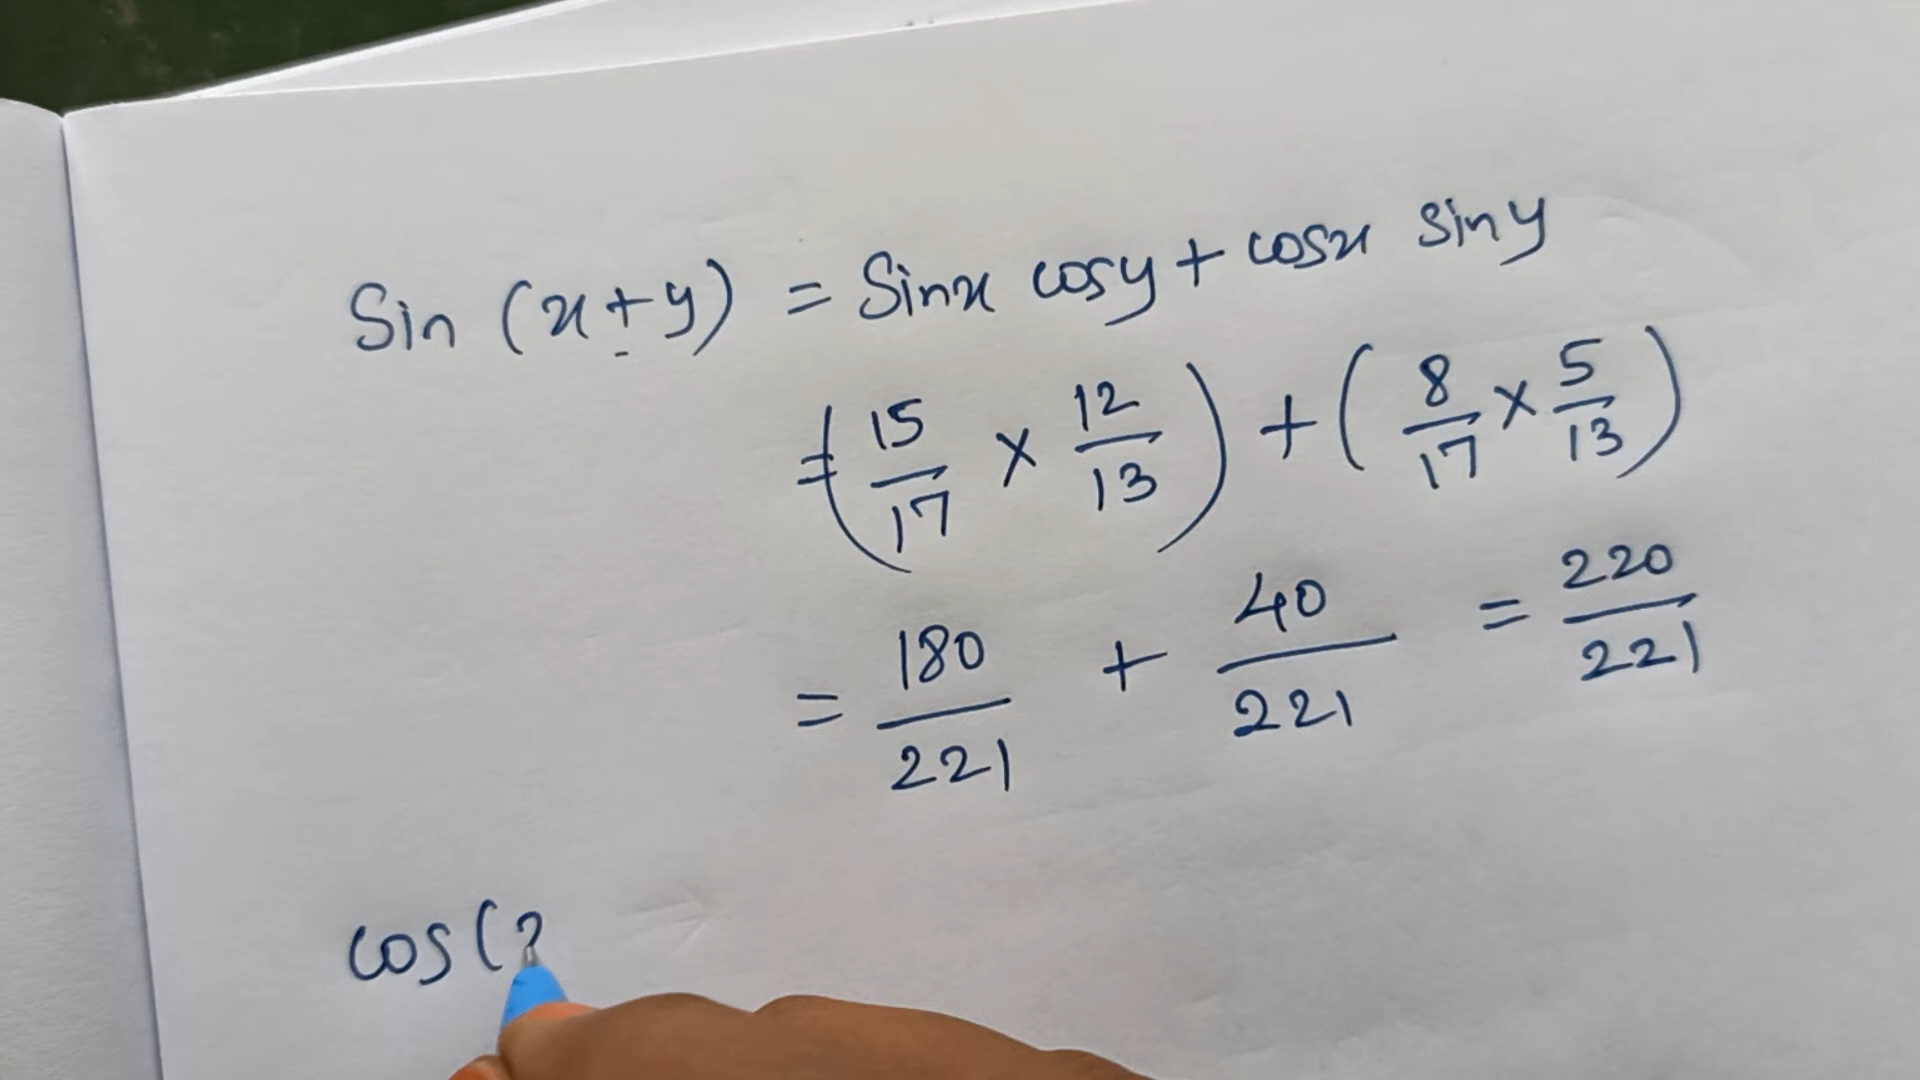 Sin (x+y) = Sinx cosy + cosx siny
= (15/17 × 12/13) + (8/17 × 5/13)
= 180/221 + 40/221 = 220/221
cos(